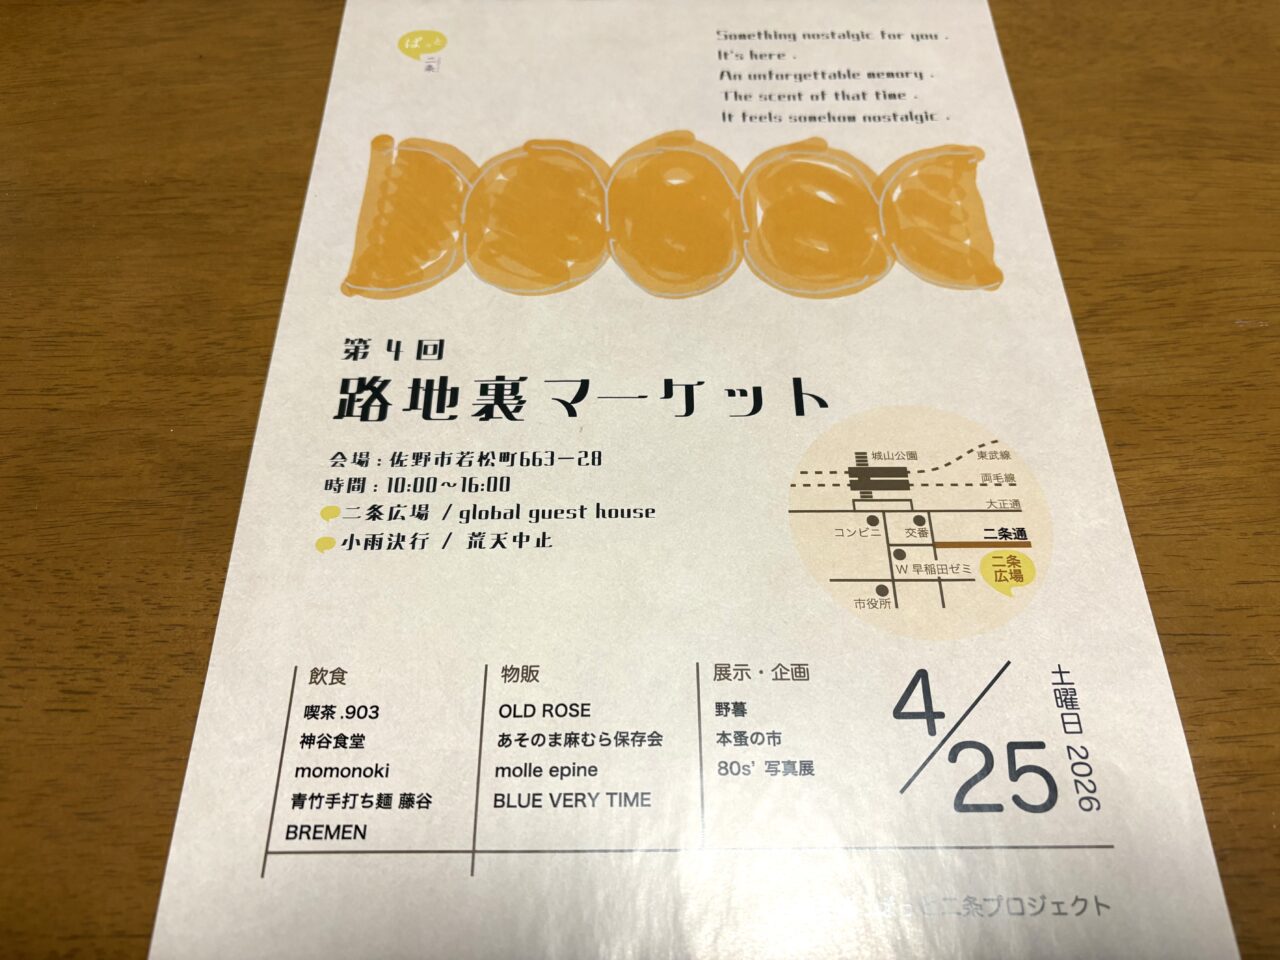 ぱっと
二条
Something nostalgic for you .
It's here .
An unforgettable memory .
The scent of that time .
It feels somehow nostalgic .
第4回
路地裏マーケット
会場：佐野市若松町663ー28
時間：10:00～16:00
二条広場 / global guest house
小雨決行 / 荒天中止
城山公園
東武線
両毛線
大正通
コンビニ
交番
二条通
W 早稲田ゼミ
二条
広場
市役所
飲食
喫茶.903
神谷食堂
momonoki
青竹手打ち麺 藤谷
BREMEN
物販
OLD ROSE
あそのま麻むら保存会
molle epine
BLUE VERY TIME
展示・企画
野暮
本蚤の市
80s' 写真展
4/25
土曜日 2026
ぱっと二条プロジェクト